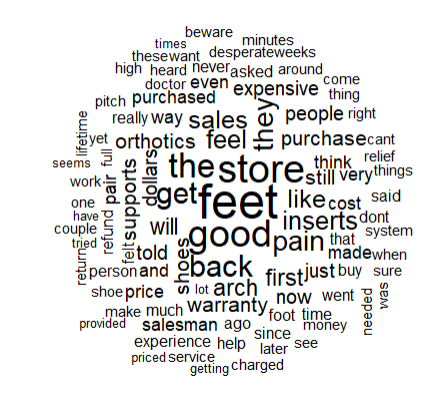 beware
times minutes
these want desperate weeks
high heard never asked around
doctor even expensive come
pitch purchased thing
really way sales they people right
lifetime yet orthotics feel purchase cant
seems full the store think relief
work pair supports dollars get feet still very things
one like cost said
have refund inserts dont
couple felt will good pain that system
tried told shoes back made when
return person and first just buy sure
shoe price lot arch now went needed was
make much warranty foot time
provided salesman ago since money
experience help later see
priced service
getting charged